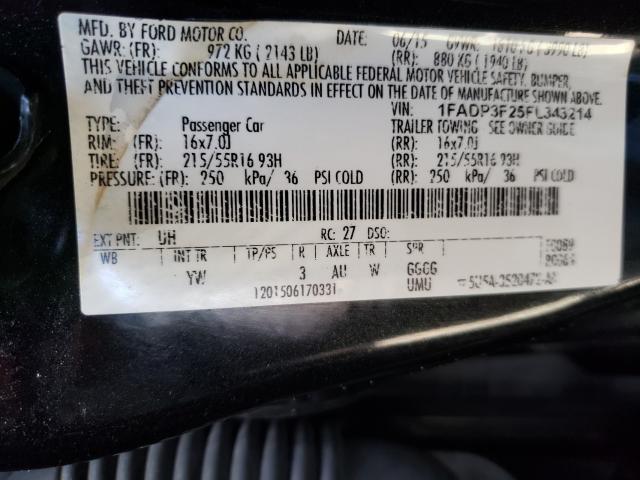 MFD. BY FORD MOTOR CO. DATE: 06/15
GAWR: (FR): 972 KG ( 2143 LB) (RR): 880 KG ( 1940 LB)
THIS VEHICLE CONFORMS TO ALL APPLICABLE FEDERAL MOTOR VEHICLE SAFETY, BUMPER,
AND THEFT PREVENTION STANDARDS IN EFFECT ON THE DATE OF MANUFACTURE SHOWN ABOVE.
VIN: 1FADP3F25FL343214
TYPE: Passenger Car TRAILER TOWING - SEE OWNER GUIDE
RIM: (FR): 16x7.0J (RR): 16x7.0J
TIRE: (FR): 215/55R16 93H (RR): 215/55R16 93H
PRESSURE: (FR): 250 kPa/ 36 PSI COLD (RR): 250 kPa/ 36 PSI COLD
EXT PNT: UH RC: 27 DSO:
WB INT TR TP/PS R AXLE TR SPR
YW 3 AU W GGCG
1201506170331 UMU